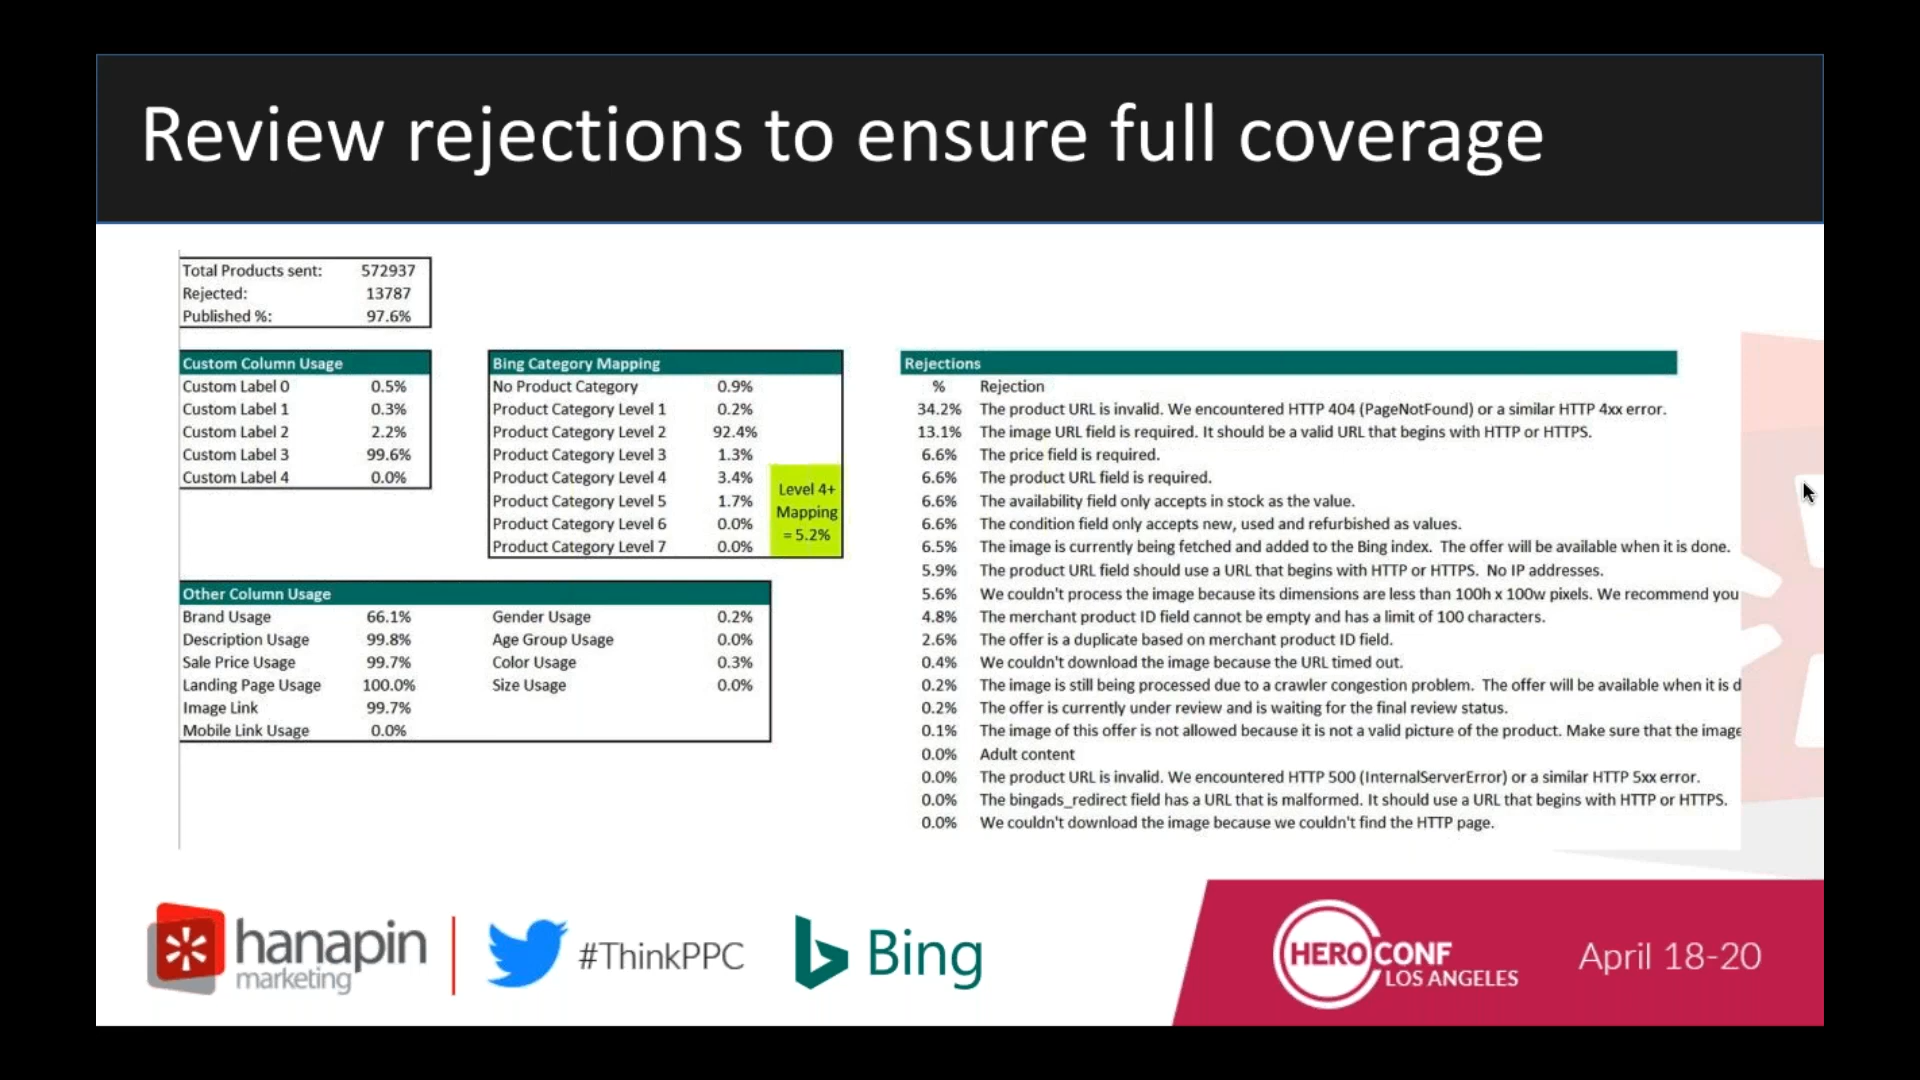 Review rejections to ensure full coverage
Total Products sent: 572937
Rejected: 13787
Published %: 97.6%
Custom Column Usage
Custom Label 0 0.5%
Custom Label 1 0.3%
Custom Label 2 2.2%
Custom Label 3 99.6%
Custom Label 4 0.0%
Bing Category Mapping
No Product Category 0.9%
Product Category Level 1 0.2%
Product Category Level 2 92.4%
Product Category Level 3 1.3%
Product Category Level 4 3.4%
Product Category Level 5 1.7%
Product Category Level 6 0.0%
Product Category Level 7 0.0%
Level 4+
Mapping
= 5.2%
Other Column Usage
Brand Usage 66.1% Gender Usage 0.2%
Description Usage 99.8% Age Group Usage 0.0%
Sale Price Usage 99.7% Color Usage 0.3%
Landing Page Usage 100.0% Size Usage 0.0%
Image Link 99.7%
Mobile Link Usage 0.0%
Rejections
% Rejection
34.2% The product URL is invalid. We encountered HTTP 404 (PageNotFound) or a similar HTTP 4xx error.
13.1% The image URL field is required. It should be a valid URL that begins with HTTP or HTTPS.
6.6% The price field is required.
6.6% The product URL field is required.
6.6% The availability field only accepts in stock as the value.
6.6% The condition field only accepts new, used and refurbished as values.
6.5% The image is currently being fetched and added to the Bing index. The offer will be available when it is done.
5.9% The product URL field should use a URL that begins with HTTP or HTTPS. No IP addresses.
5.6% We couldn't process the image because its dimensions are less than 100h x 100w pixels. We recommend you
4.8% The merchant product ID field cannot be empty and has a limit of 100 characters.
2.6% The offer is a duplicate based on merchant product ID field.
0.4% We couldn't download the image because the URL timed out.
0.2% The image is still being processed due to a crawler congestion problem. The offer will be available when it is d
0.2% The offer is currently under review and is waiting for the final review status.
0.1% The image of this offer is not allowed because it is not a valid picture of the product. Make sure that the image
0.0% Adult content
0.0% The product URL is invalid. We encountered HTTP 500 (InternalServerError) or a similar HTTP 5xx error.
0.0% The bingads_redirect field has a URL that is malformed. It should use a URL that begins with HTTP or HTTPS.
0.0% We couldn't download the image because we couldn't find the HTTP page.
hanapin
marketing
#ThinkPPC
Bing
HERO CONF
LOS ANGELES
April 18-20